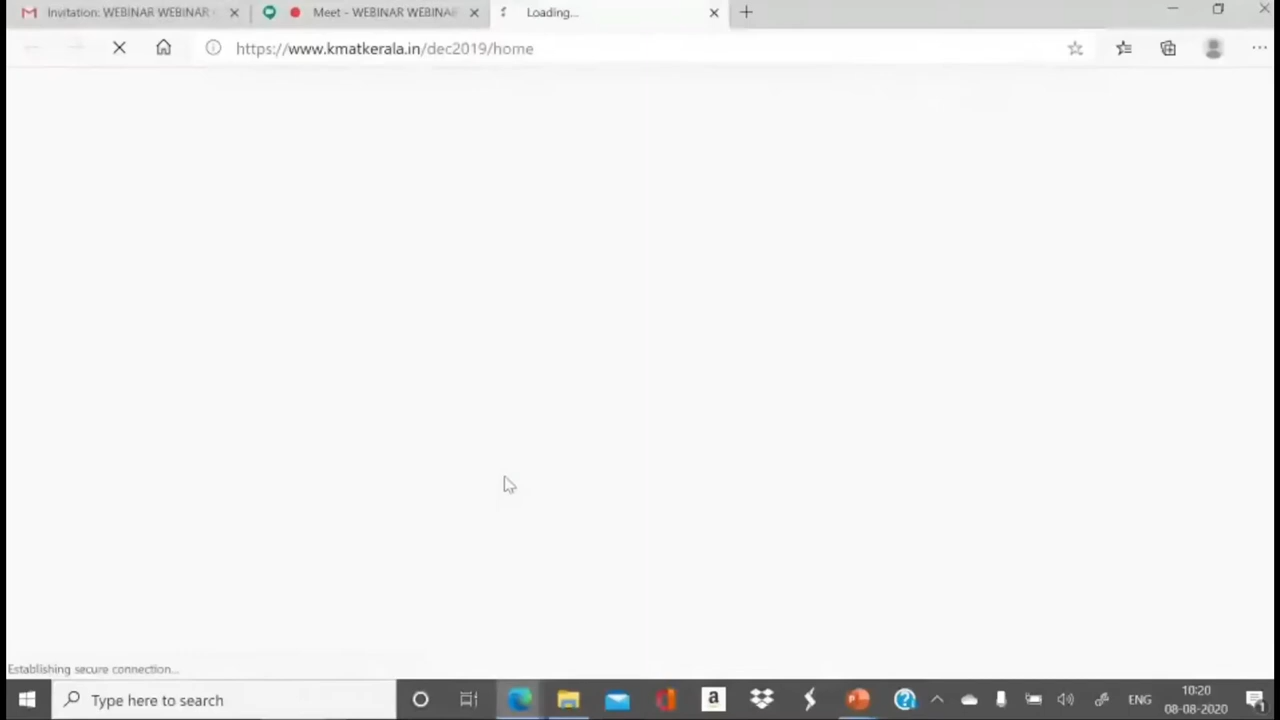 Invitation: WEBINAR WEBINAR
Meet - WEBINAR WEBINAR
Loading...
https://www.kmatkerala.in/dec2019/home
Establishing secure connection...
Type here to search
a
ENG
10:20
08-08-2020
1